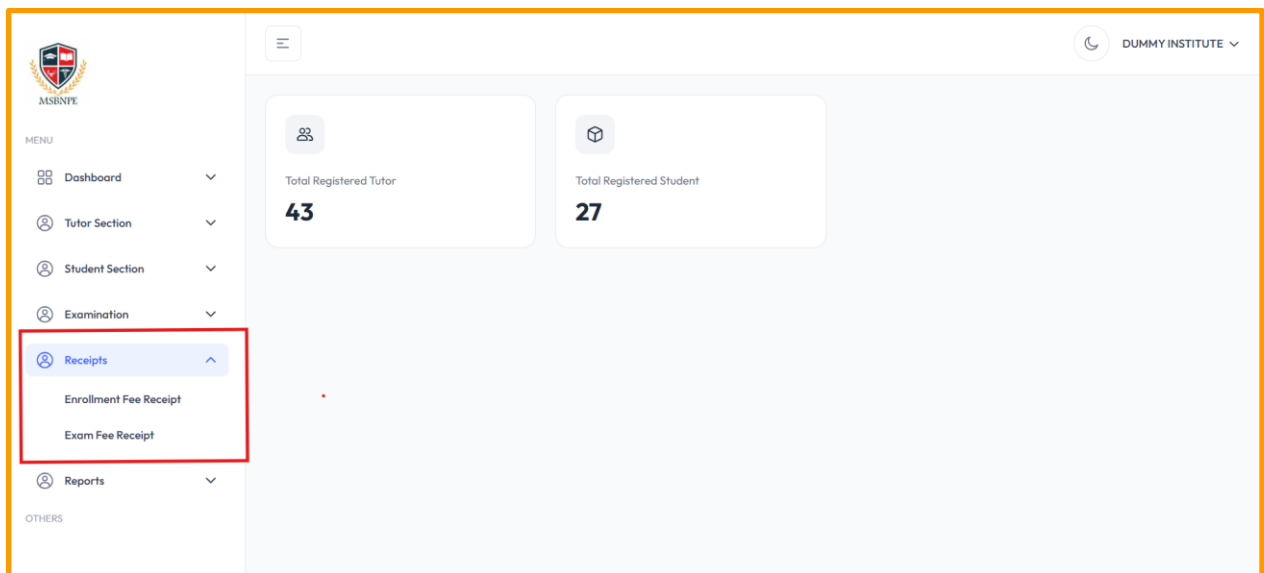 MSBNPE
MENU
Dashboard
Tutor Section
Student Section
Examination
Receipts
Enrollment Fee Receipt
Exam Fee Receipt
Reports
OTHERS
DUMMY INSTITUTE
Total Registered Tutor
43
Total Registered Student
27